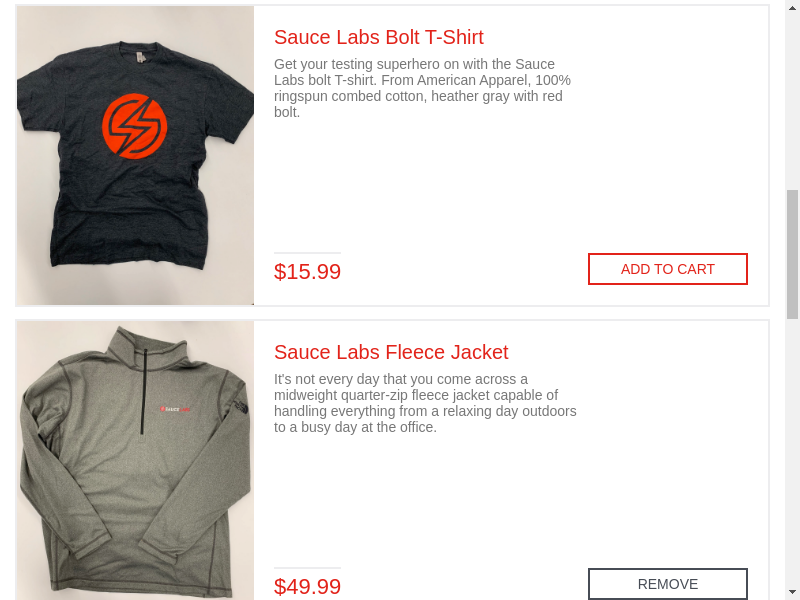 Sauce Labs Bolt T-Shirt
Get your testing superhero on with the Sauce
Labs bolt T-shirt. From American Apparel, 100%
ringspun combed cotton, heather gray with red
bolt.
$15.99
ADD TO CART
Sauce Labs Fleece Jacket
It's not every day that you come across a
midweight quarter-zip fleece jacket capable of
handling everything from a relaxing day outdoors
to a busy day at the office.
$49.99
REMOVE